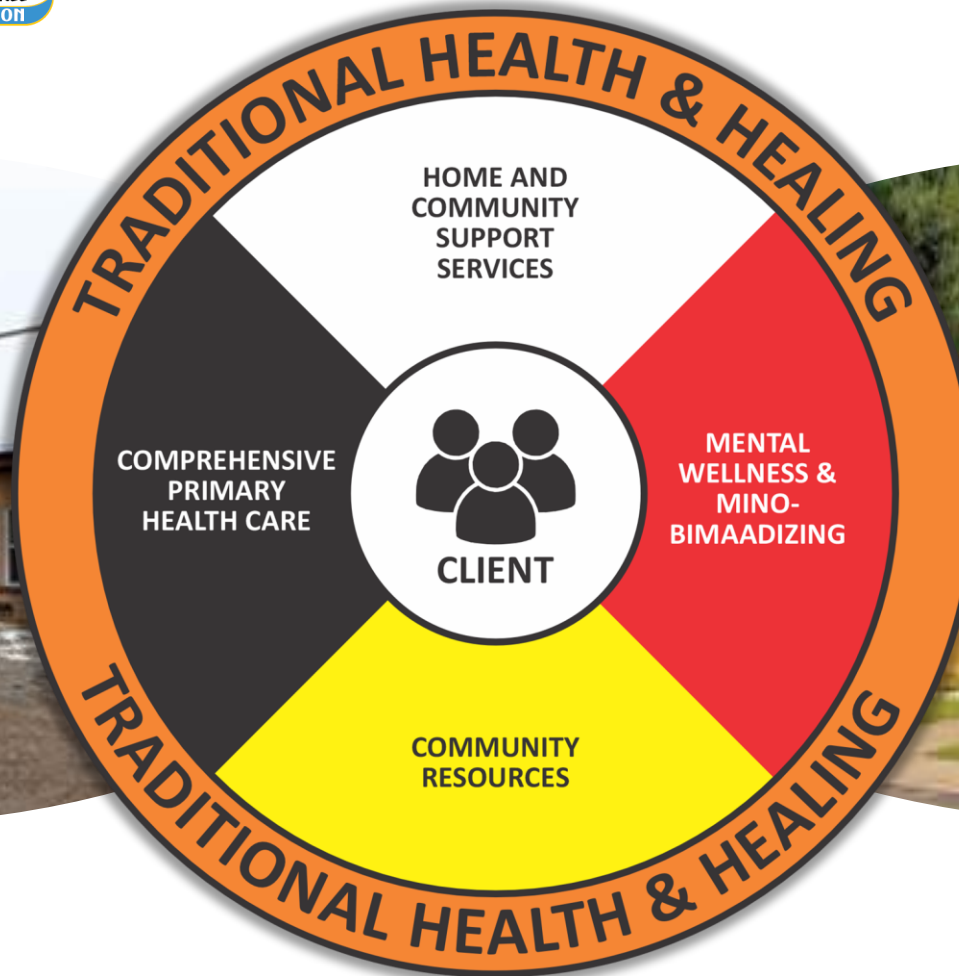 ON
TRADITIONAL HEALTH & HEALING
HOME AND
COMMUNITY
SUPPORT
SERVICES
COMPREHENSIVE
PRIMARY
HEALTH CARE
MENTAL
WELLNESS &
MINO-
BIMAADIZING
CLIENT
COMMUNITY
RESOURCES
TRADITIONAL HEALTH & HEALING